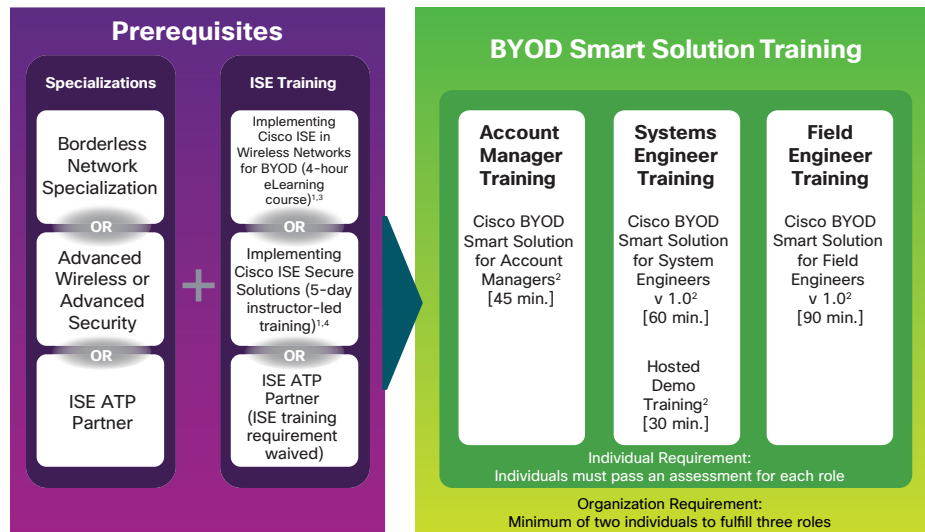 Prerequisites
Specializations
Borderless
Network
Specialization
OR
Advanced
Wireless or
Advanced
Security
OR
ISE ATP
Partner
+
ISE Training
Implementing
Cisco ISE in
Wireless Networks
for BYOD (4-hour
eLearning
course)¹,³
OR
Implementing
Cisco ISE Secure
Solutions (5-day
instructor-led
training)¹,⁴
OR
ISE ATP
Partner
(ISE training
requirement
waived)
BYOD Smart Solution Training
Account
Manager
Training
Cisco BYOD
Smart Solution
for Account
Managers²
[45 min.]
Systems
Engineer
Training
Cisco BYOD
Smart Solution
for System
Engineers
v 1.0²
[60 min.]
Hosted
Demo
Training²
[30 min.]
Field
Engineer
Training
Cisco BYOD
Smart Solution
for Field
Engineers
v 1.0²
[90 min.]
Individual Requirement:
Individuals must pass an assessment for each role
Organization Requirement:
Minimum of two individuals to fulfill three roles